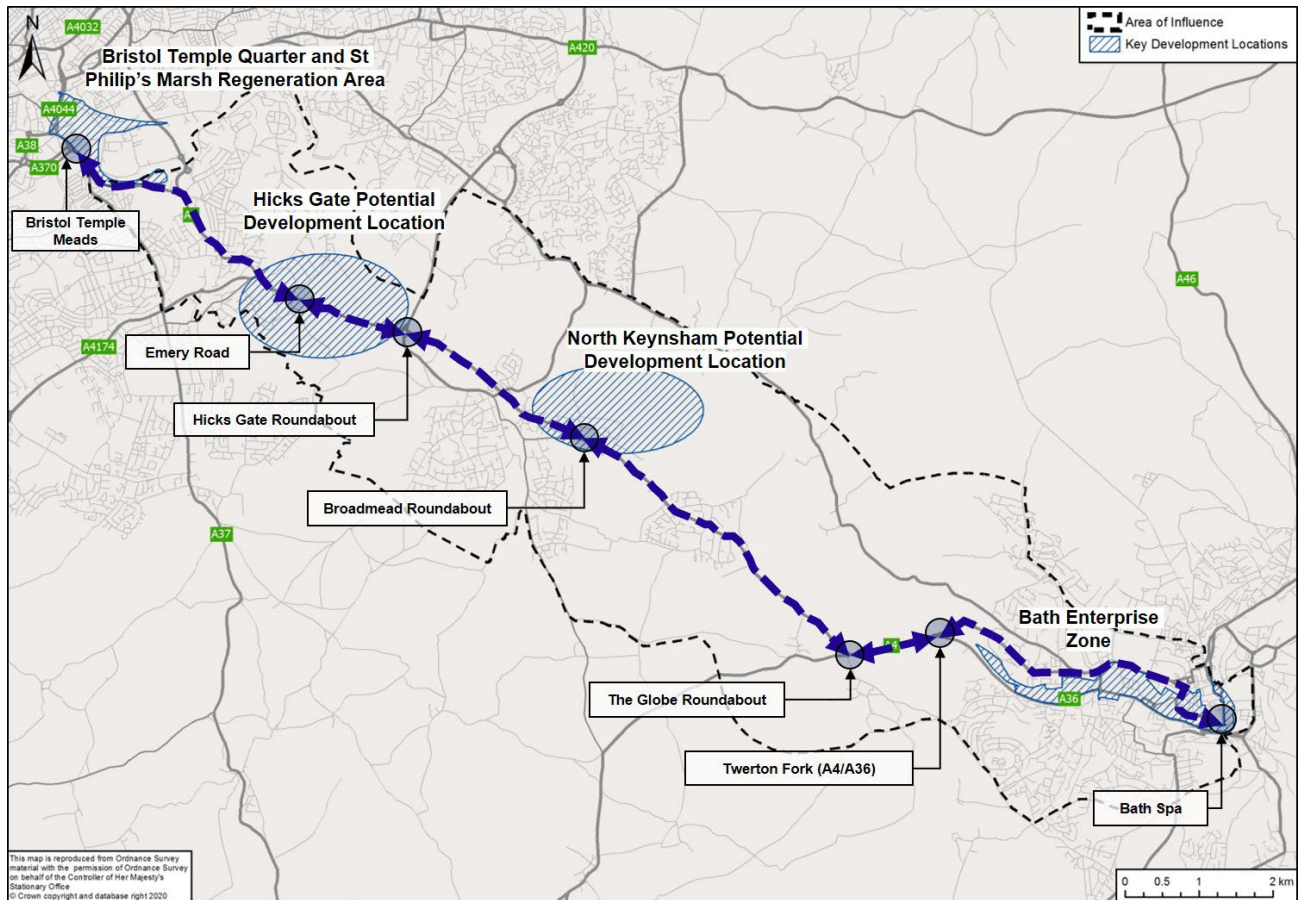 N
A4032
A420
Area of Influence
Key Development Locations
Bristol Temple Quarter and St
Philip's Marsh Regeneration Area
A4044
A38
A370
Bristol Temple
Meads
Hicks Gate Potential
Development Location
A46
Emery Road
A4174
North Keynsham Potential
Development Location
Hicks Gate Roundabout
Broadmead Roundabout
A37
Bath Enterprise
Zone
A4
The Globe Roundabout
A36
Twerton Fork (A4/A36)
Bath Spa
This map is reproduced from Ordnance Survey
material with the permission of Ordnance Survey
on behalf of the Controller of Her Majesty's
Stationary Office
© Crown copyright and database right 2020
0 0.5 1 2 km